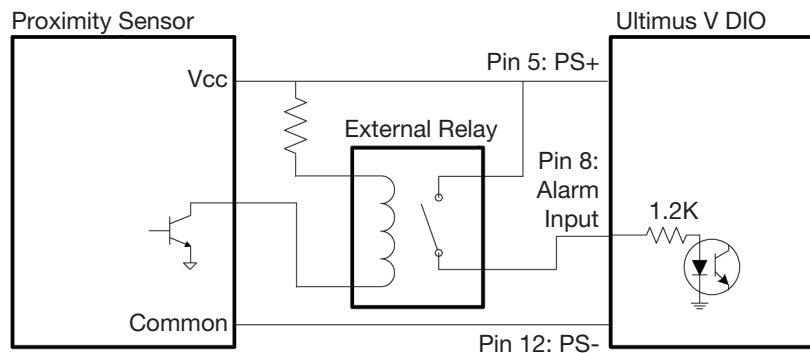 Proximity Sensor
Ultimus V DIO
Vcc
Pin 5: PS+
External Relay
Pin 8:
Alarm
Input
1.2K
Common
Pin 12: PS-